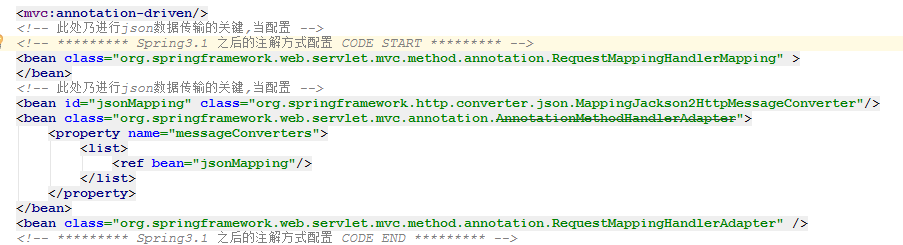 <mvc:annotation-driven/>
<!-- 此处乃进行json数据传输的关键,当配置 -->
<!-- ********* Spring3.1 之后的注解方式配置 CODE START ********* -->
<bean class="org.springframework.web.servlet.mvc.method.annotation.RequestMappingHandlerMapping" >
</bean>
<!-- 此处乃进行json数据传输的关键,当配置 -->
<bean id="jsonMapping" class="org.springframework.http.converter.json.MappingJackson2HttpMessageConverter"/>
<bean class="org.springframework.web.servlet.mvc.annotation.AnnotationMethodHandlerAdapter">
<property name="messageConverters">
<list>
<ref bean="jsonMapping"/>
</list>
</property>
</bean>
<bean class="org.springframework.web.servlet.mvc.method.annotation.RequestMappingHandlerAdapter" />
<!-- ********* Spring3.1 之后的注解方式配置 CODE END ********* -->